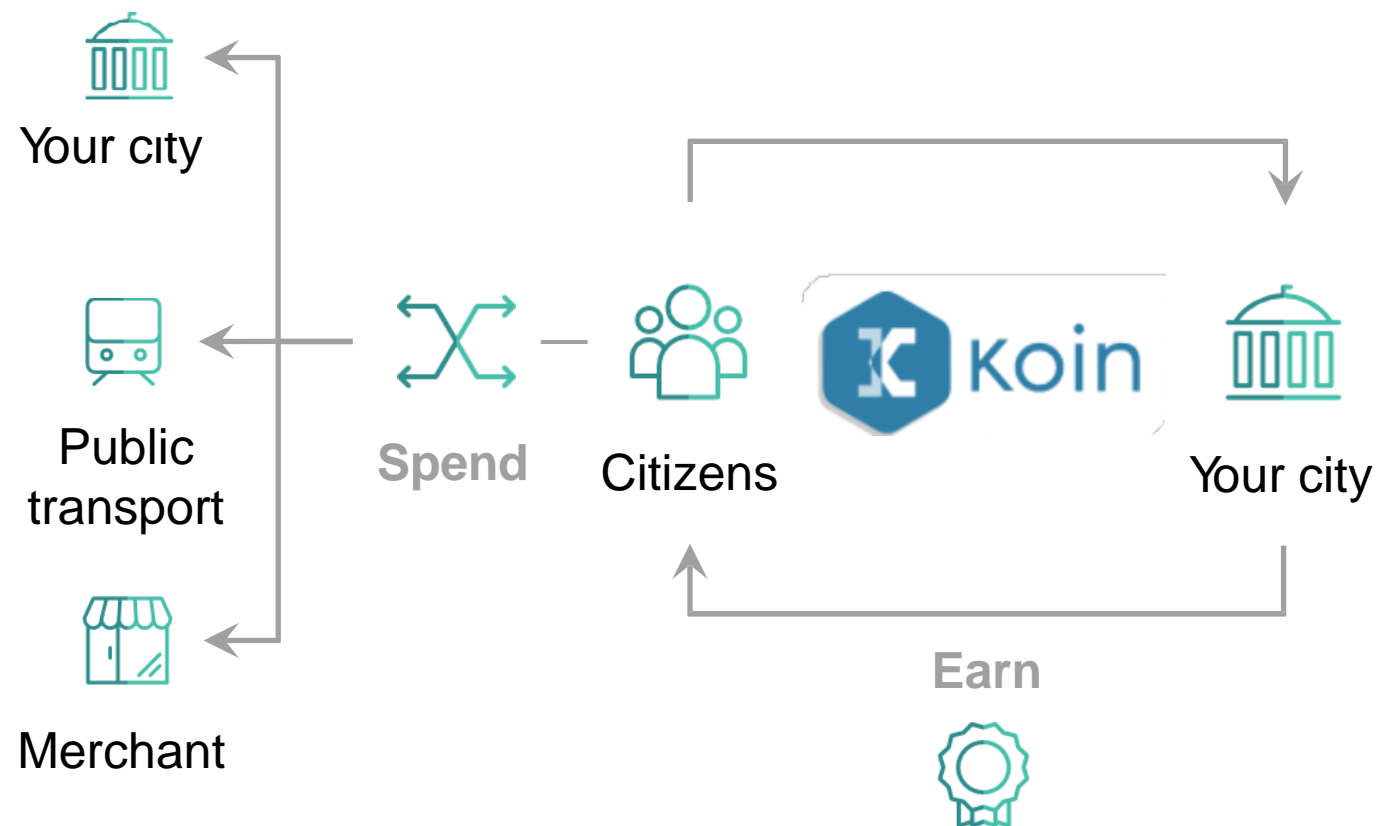 Your city
Public
transport
Merchant
Spend
Citizens
Koin
Your city
Earn